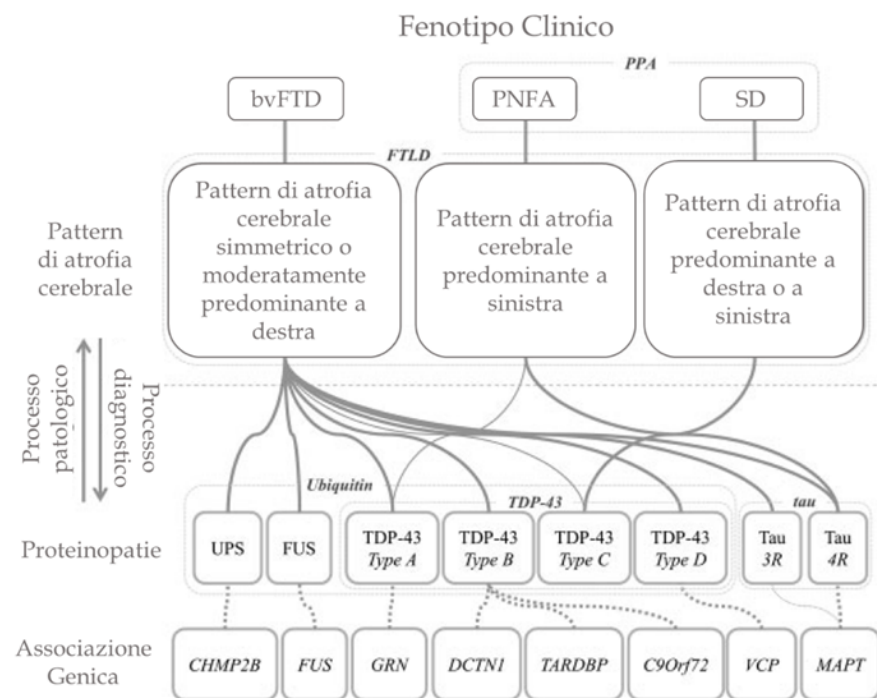 Fenotipo Clinico
PPA
bvFTD
PNFA
SD
FTLD
Pattern
di atrofia
cerebrale
Pattern di atrofia
cerebrale
simmetrico o
moderatamente
predominante a
destra
Pattern di atrofia
cerebrale
predominante a
sinistra
Pattern di atrofia
cerebrale
predominante a
destra o a
sinistra
Processo
patologico
Processo
diagnostico
Ubiquitin
TDP-43
tau
Proteinopatie
UPS
FUS
TDP-43
Type A
TDP-43
Type B
TDP-43
Type C
TDP-43
Type D
Tau
3R
Tau
4R
Associazione
Genica
CHMP2B
FUS
GRN
DCTN1
TARDBP
C9Orf72
VCP
MAPT